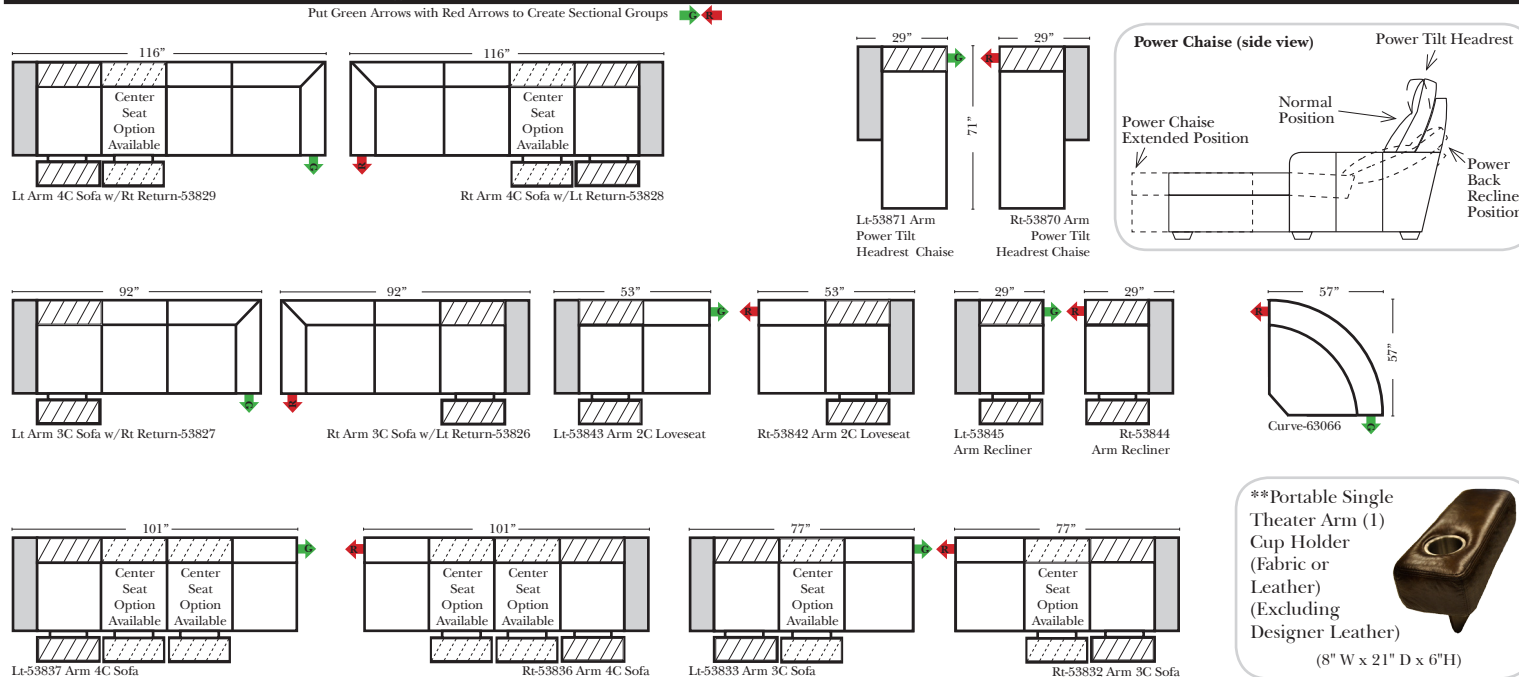 Put Green Arrows with Red Arrows to Create Sectional Groups
G R
116”
Center
Seat
Option
Available
G
Lt Arm 4C Sofa w/Rt Return-53829
116”
Center
Seat
Option
Available
R
Rt Arm 4C Sofa w/Lt Return-53828
29”
G
71”
Lt-53871 Arm
Power Tilt
Headrest Chaise
29”
R
Rt-53870 Arm
Power Tilt
Headrest Chaise
Power Chaise (side view)
Power Tilt Headrest
Normal
Position
Power Chaise
Extended Position
Power
Back
Recline
Position
92”
G
Lt Arm 3C Sofa w/Rt Return-53827
92”
R
Rt Arm 3C Sofa w/Lt Return-53826
53”
G
Lt-53843 Arm 2C Loveseat
53”
R
Rt-53842 Arm 2C Loveseat
29”
G
Lt-53845
Arm Recliner
29”
R
Rt-53844
Arm Recliner
57”
R
57”
G
Curve-63066
101”
G
Center
Seat
Option
Available
Center
Seat
Option
Available
Lt-53837 Arm 4C Sofa
101”
R
Center
Seat
Option
Available
Center
Seat
Option
Available
Rt-53836 Arm 4C Sofa
77”
G
Center
Seat
Option
Available
Lt-53833 Arm 3C Sofa
77”
R
Center
Seat
Option
Available
Rt-53832 Arm 3C Sofa
**Portable Single
Theater Arm (1)
Cup Holder
(Fabric or
Leather)
(Excluding
Designer Leather)
(8" W x 21" D x 6"H)